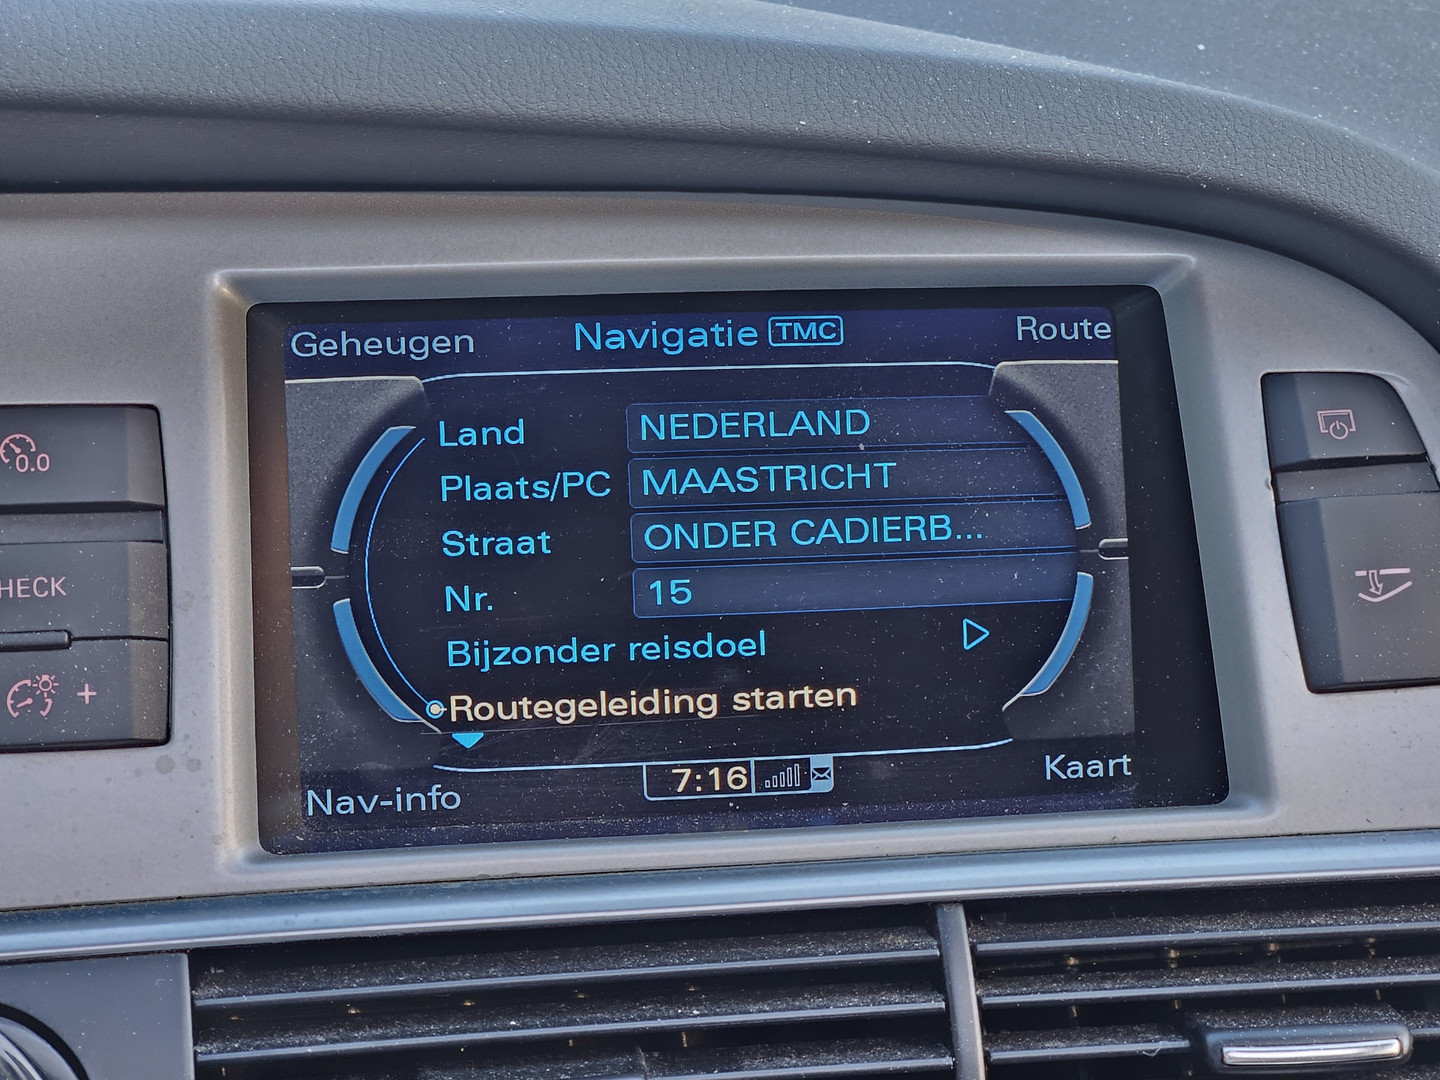 Geheugen Navigatie TMC Route
Land NEDERLAND
Plaats/PC MAASTRICHT
Straat ONDER CADIERB...
Nr. 15
Bijzonder reisdoel
Routegeleiding starten
Nav-info 7:16 Kaart
0.0
HECK
+